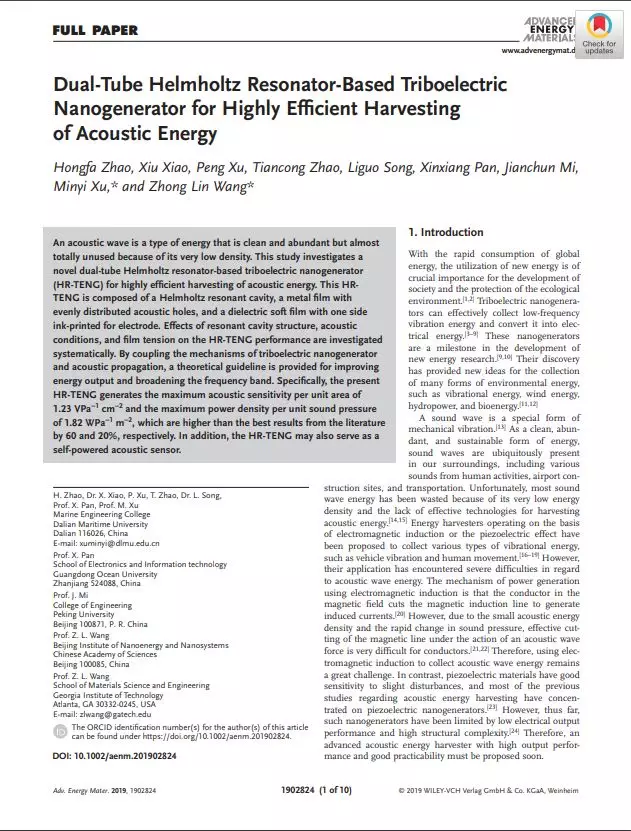 FULL PAPER
ADVANCED
ENERGY
MATERIALS
www.advenergymat.d
Check for
updates
Dual-Tube Helmholtz Resonator-Based Triboelectric
Nanogenerator for Highly Efficient Harvesting
of Acoustic Energy
Hongfa Zhao, Xiu Xiao, Peng Xu, Tiancong Zhao, Liguo Song, Xinxiang Pan, Jianchun Mi,
Minyi Xu,* and Zhong Lin Wang*
An acoustic wave is a type of energy that is clean and abundant but almost
totally unused because of its very low density. This study investigates a
novel dual-tube Helmholtz resonator-based triboelectric nanogenerator
(HR-TENG) for highly efficient harvesting of acoustic energy. This HR-
TENG is composed of a Helmholtz resonant cavity, a metal film with
evenly distributed acoustic holes, and a dielectric soft film with one side
ink-printed for electrode. Effects of resonant cavity structure, acoustic
conditions, and film tension on the HR-TENG performance are investigated
systematically. By coupling the mechanisms of triboelectric nanogenerator
and acoustic propagation, a theoretical guideline is provided for improving
energy output and broadening the frequency band. Specifically, the present
HR-TENG generates the maximum acoustic sensitivity per unit area of
1.23 VPa⁻¹ cm⁻² and the maximum power density per unit sound pressure
of 1.82 WPa⁻¹ m⁻², which are higher than the best results from the literature
by 60 and 20%, respectively. In addition, the HR-TENG may also serve as a
self-powered acoustic sensor.
H. Zhao, Dr. X. Xiao, P. Xu, T. Zhao, Dr. L. Song,
Prof. X. Pan, Prof. M. Xu
Marine Engineering College
Dalian Maritime University
Dalian 116026, China
E-mail: xuminyi@dlmu.edu.cn
Prof. X. Pan
School of Electronics and Information technology
Guangdong Ocean University
Zhanjiang 524088, China
Prof. J. Mi
College of Engineering
Peking University
Beijing 100871, P. R. China
Prof. Z. L. Wang
Beijing Institute of Nanoenergy and Nanosystems
Chinese Academy of Sciences
Beijing 100085, China
Prof. Z. L. Wang
School of Materials Science and Engineering
Georgia Institute of Technology
Atlanta, GA 30332-0245, USA
E-mail: zlwang@gatech.edu
iD
The ORCID identification number(s) for the author(s) of this article
can be found under https://doi.org/10.1002/aenm.201902824.
DOI: 10.1002/aenm.201902824
1. Introduction
With the rapid consumption of global
energy, the utilization of new energy is of
crucial importance for the development of
society and the protection of the ecological
environment.[1,2] Triboelectric nanogenera-
tors can effectively collect low-frequency
vibration energy and convert it into elec-
trical energy.[3–9] These nanogenerators
are a milestone in the development of
new energy research.[9,10] Their discovery
has provided new ideas for the collection
of many forms of environmental energy,
such as vibrational energy, wind energy,
hydropower, and bioenergy.[11,12]
A sound wave is a special form of
mechanical vibration.[13] As a clean, abun-
dant, and sustainable form of energy,
sound waves are ubiquitously present
in our surroundings, including various
sounds from human activities, airport con-
struction sites, and transportation. Unfortunately, most sound
wave energy has been wasted because of its very low energy
density and the lack of effective technologies for harvesting
acoustic energy.[14,15] Energy harvesters operating on the basis
of electromagnetic induction or the piezoelectric effect have
been proposed to collect various types of vibrational energy,
such as vehicle vibration and human movement.[16–19] However,
their application has encountered severe difficulties in regard
to acoustic wave energy. The mechanism of power generation
using electromagnetic induction is that the conductor in the
magnetic field cuts the magnetic induction line to generate
induced currents.[20] However, due to the small acoustic energy
density and the rapid change in sound pressure, effective cut-
ting of the magnetic line under the action of an acoustic wave
force is very difficult for conductors.[21,22] Therefore, using elec-
tromagnetic induction to collect acoustic wave energy remains
a great challenge. In contrast, piezoelectric materials have good
sensitivity to slight disturbances, and most of the previous
studies regarding acoustic energy harvesting have concen-
trated on piezoelectric nanogenerators.[23] However, thus far,
such nanogenerators have been limited by low electrical output
performance and high structural complexity.[24] Therefore, an
advanced acoustic energy harvester with high output perfor-
mance and good practicability must be proposed soon.
Adv. Energy Mater. 2019, 1902824
1902824 (1 of 10)
© 2019 WILEY-VCH Verlag GmbH & Co. KGaA, Weinheim